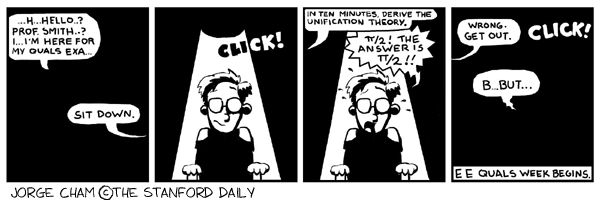 ...H...HELLO..?
PROF. SMITH..?
I...I'M HERE FOR
MY QUALS EXA...
SIT DOWN.
CLICK!
IN TEN MINUTES, DERIVE THE
UNIFICATION THEORY.
π/2! THE
ANSWER IS
π/2!!
WRONG.
GET OUT.
CLICK!
B...BUT...
E E QUALS WEEK BEGINS.
JORGE CHAM ©THE STANFORD DAILY